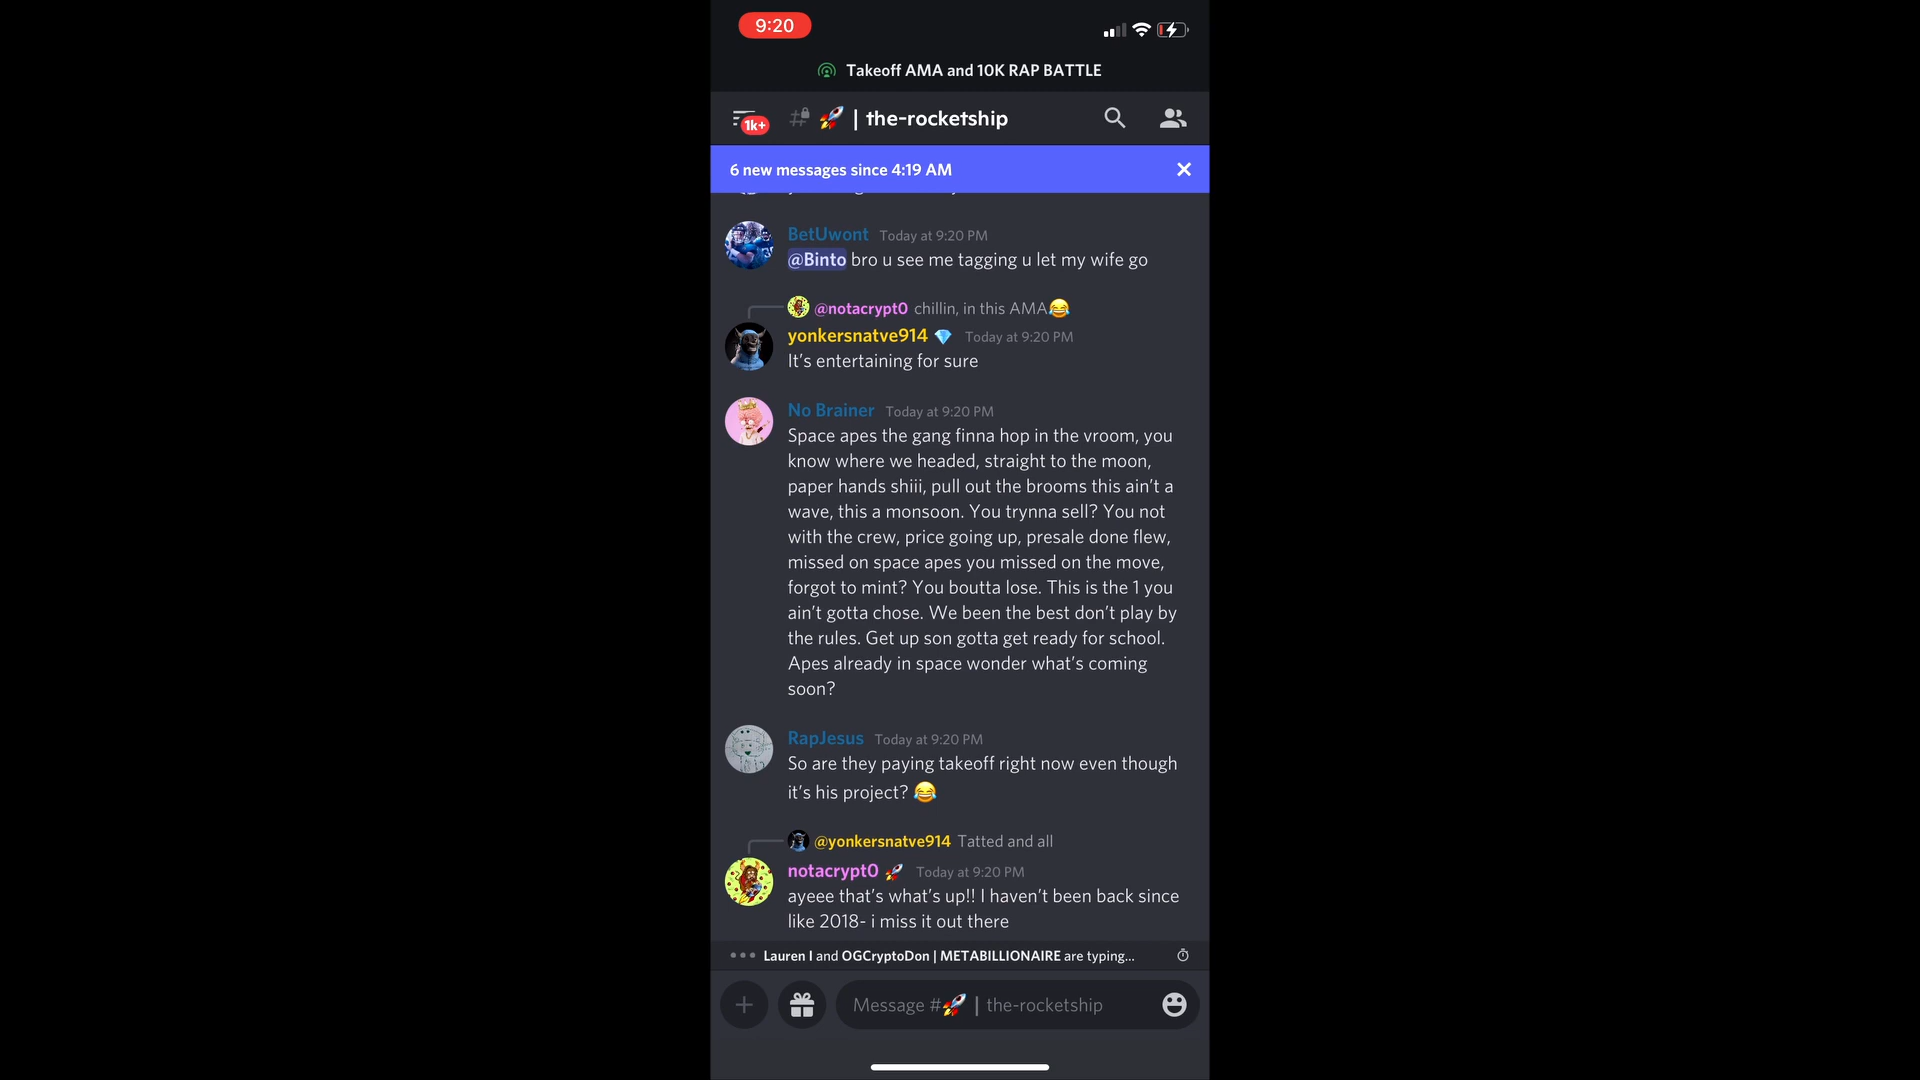 9:20
Takeoff AMA and 10K RAP BATTLE
1k+
# 🚀 | the-rocketship
6 new messages since 4:19 AM
BetUwont Today at 9:20 PM
@Binto bro u see me tagging u let my wife go
@notacrypt0 chillin, in this AMA😂
yonkersnatve914 💎 Today at 9:20 PM
It's entertaining for sure
No Brainer Today at 9:20 PM
Space apes the gang finna hop in the vroom, you
know where we headed, straight to the moon,
paper hands shiii, pull out the brooms this ain't a
wave, this a monsoon. You trynna sell? You not
with the crew, price going up, presale done flew,
missed on space apes you missed on the move,
forgot to mint? You boutta lose. This is the 1 you
ain't gotta chose. We been the best don't play by
the rules. Get up son gotta get ready for school.
Apes already in space wonder what's coming
soon?
RapJesus Today at 9:20 PM
So are they paying takeoff right now even though
it's his project? 😂
@yonkersnatve914 Tatted and all
notacrypt0 🚀 Today at 9:20 PM
ayeee that's what's up!! I haven't been back since
like 2018- i miss it out there
Lauren I and OGCryptoDon | METABILLIONAIRE are typing...
Message #🚀 | the-rocketship